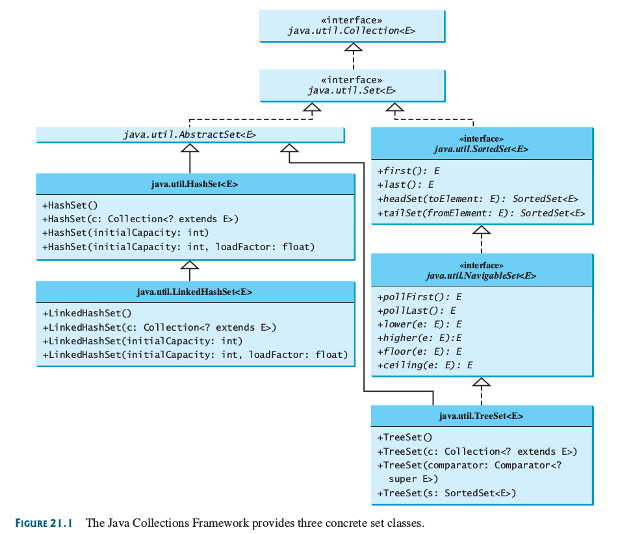 «interface»
java.util.Collection<E>
«interface»
java.util.Set<E>
java.util.AbstractSet<E>
java.util.HashSet<E>
+HashSet()
+HashSet(c: Collection<? extends E>)
+HashSet(initialCapacity: int)
+HashSet(initialCapacity: int, loadFactor: float)
java.util.LinkedHashSet<E>
+LinkedHashSet()
+LinkedHashSet(c: Collection<? extends E>)
+LinkedHashSet(initialCapacity: int)
+LinkedHashSet(initialCapacity: int, loadFactor: float)
«interface»
java.util.SortedSet<E>
+first(): E
+last(): E
+headSet(toElement: E): SortedSet<E>
+tailSet(fromElement: E): SortedSet<E>
«interface»
java.util.NavigableSet<E>
+pollFirst(): E
+pollLast(): E
+lower(e: E): E
+higher(e: E):E
+floor(e: E): E
+ceiling(e: E): E
java.util.TreeSet<E>
+TreeSet()
+TreeSet(c: Collection<? extends E>)
+TreeSet(comparator: Comparator<?
super E>)
+TreeSet(s: SortedSet<E>)
FIGURE 21.1 The Java Collections Framework provides three concrete set classes.